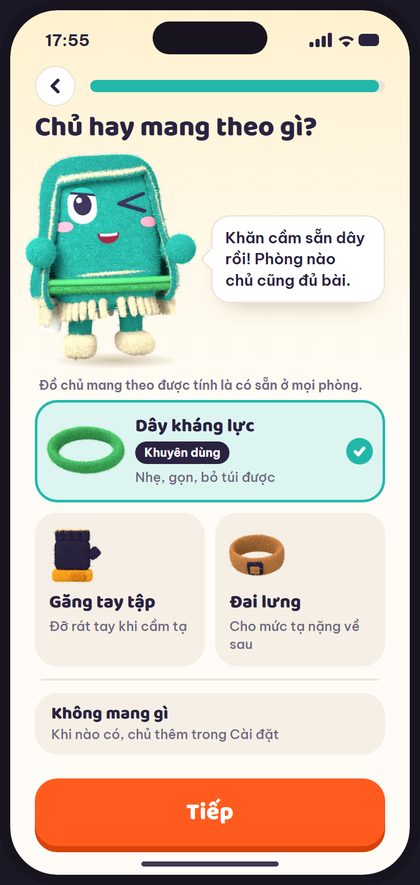 17:55
Chủ hay mang theo gì?
Khăn cầm sẵn dây
rồi! Phòng nào
chủ cũng đủ bài.
Đồ chủ mang theo được tính là có sẵn ở mọi phòng.
Dây kháng lực
Khuyên dùng
Nhẹ, gọn, bỏ túi được
Găng tay tập
Đỡ rát tay khi cầm tạ
Đai lưng
Cho mức tạ nặng về
sau
Không mang gì
Khi nào có, chủ thêm trong Cài đặt
Tiếp